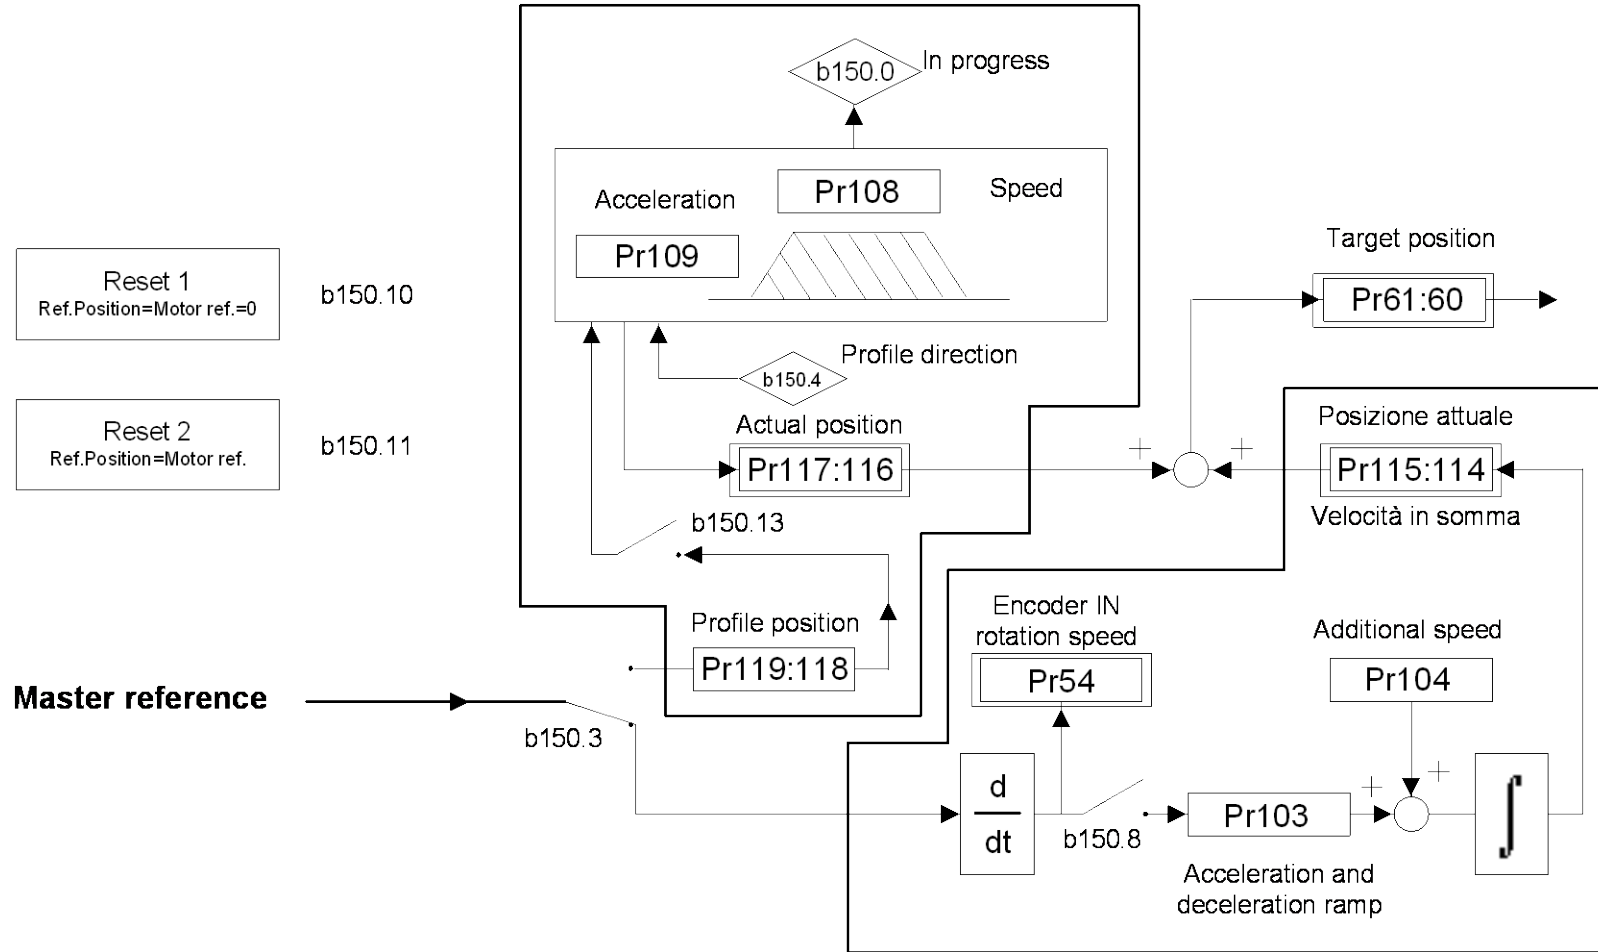 b150.0
In progress
Acceleration
Pr108
Speed
Pr109
Reset 1
Ref.Position=Motor ref.=0
b150.10
Target position
Pr61:60
b150.4
Profile direction
Reset 2
Ref.Position=Motor ref.
b150.11
Actual position
Pr117:116
+
+
Posizione attuale
Pr115:114
Velocità in somma
b150.13
Profile position
Pr119:118
Encoder IN
rotation speed
Pr54
Additional speed
Pr104
Master reference
b150.3
d
dt
b150.8
Pr103
+
+
∫
Acceleration and
deceleration ramp